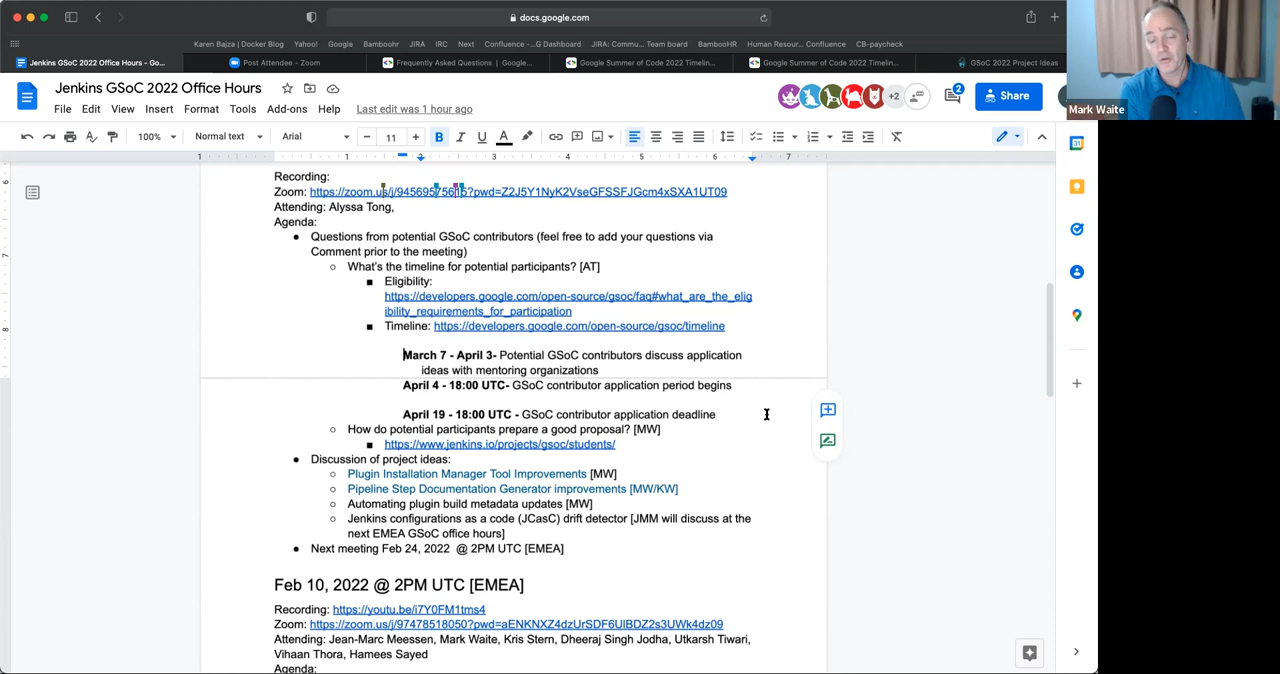 docs.google.com
Karen Bajza | Docker Blog Yahoo! Google Bamboohr JIRA IRC Next Confluence -...G Dashboard JIRA: Commu... Team board BambooHR Human Resour... Confluence CB-paycheck
Jenkins GSoC 2022 Office Hours - Go... Post Attendee - Zoom Frequently Asked Questions | Google... Google Summer of Code 2022 Timelin... Google Summer of Code 2022 Timelin... GSoC 2022 Project Ideas
Jenkins GSoC 2022 Office Hours
+2 2 Share
Mark Waite
File Edit View Insert Format Tools Addons Help Last edit was 1 hour ago
100% Normal text Arial 11 B I U A
1 1 2 3 4 5 6 7
Recording:
Zoom: https://zoom.us/j/94569575615?pwd=Z2J5Y1NyK2VseGFSSFJGcm4xSXA1UT09
Attending: Alyssa Tong,
Agenda:
● Questions from potential GSoC contributors (feel free to add your questions via
Comment prior to the meeting)
○ What's the timeline for potential participants? [AT]
■ Eligibility:
https://developers.google.com/open-source/gsoc/faq#what_are_the_elig
ibility_requirements_for_participation
■ Timeline: https://developers.google.com/open-source/gsoc/timeline
March 7 - April 3- Potential GSoC contributors discuss application
ideas with mentoring organizations
April 4 - 18:00 UTC- GSoC contributor application period begins
April 19 - 18:00 UTC - GSoC contributor application deadline
○ How do potential participants prepare a good proposal? [MW]
■ https://www.jenkins.io/projects/gsoc/students/
● Discussion of project ideas:
○ Plugin Installation Manager Tool Improvements [MW]
○ Pipeline Step Documentation Generator improvements [MW/KW]
○ Automating plugin build metadata updates [MW]
○ Jenkins configurations as a code (JCasC) drift detector [JMM will discuss at the
next EMEA GSoC office hours]
● Next meeting Feb 24, 2022 @ 2PM UTC [EMEA]
Feb 10, 2022 @ 2PM UTC [EMEA]
Recording: https://youtu.be/i7Y0FM1tms4
Zoom: https://zoom.us/j/97478518050?pwd=aENKNXZ4dzUrSDF6UlBDZ2s3UWk4dz09
Attending: Jean-Marc Meessen, Mark Waite, Kris Stern, Dheeraj Singh Jodha, Utkarsh Tiwari,
Vihaan Thora, Hamees Sayed
Agenda: